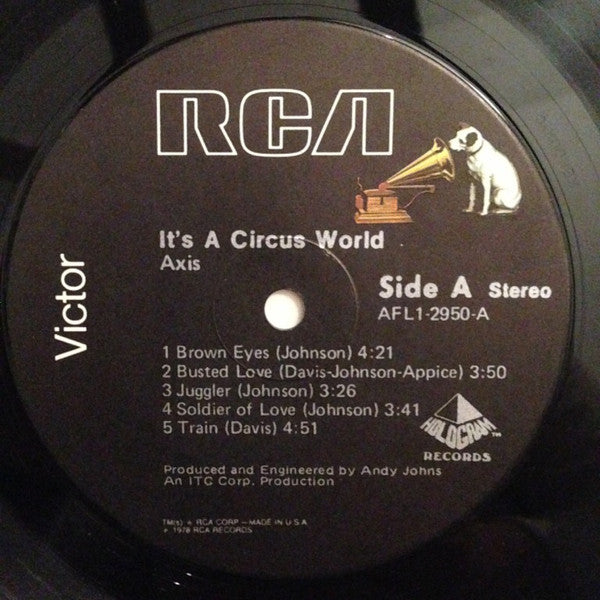 RCA
Victor
It's A Circus World
Axis
Side A Stereo
AFL1-2950-A
1 Brown Eyes (Johnson) 4:21
2 Busted Love (Davis-Johnson-Appice) 3:50
3 Juggler (Johnson) 3:26
4 Soldier of Love (Johnson) 3:41
5 Train (Davis) 4:51
HOLOGRAM TM
RECORDS
Produced and Engineered by Andy Johns
An ITC Corp. Production
TM(s) ® RCA CORP – MADE IN U.S.A
℗ 1978 RCA RECORDS